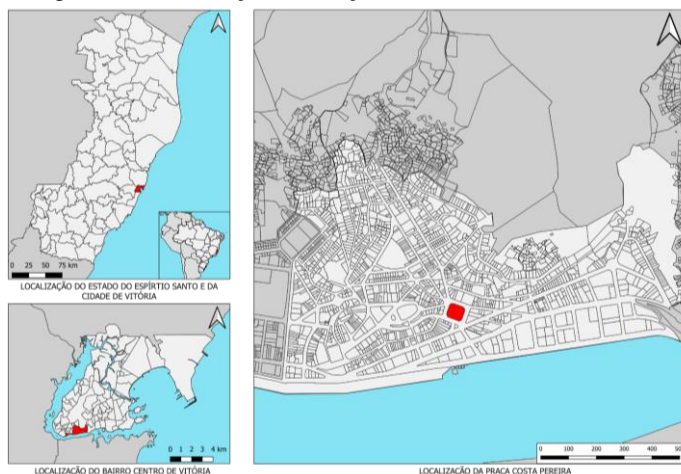 0 25 50 75 km
LOCALIZAÇÃO DO ESTADO DO ESPÍRTIO SANTO E DA
CIDADE DE VITÓRIA
0 1 2 3 4 km
LOCALIZAÇÃO DO BAIRRO CENTRO DE VITÓRIA
0 100 200 300 400
LOCALIZAÇÃO DA PRAÇA COSTA PEREIRA